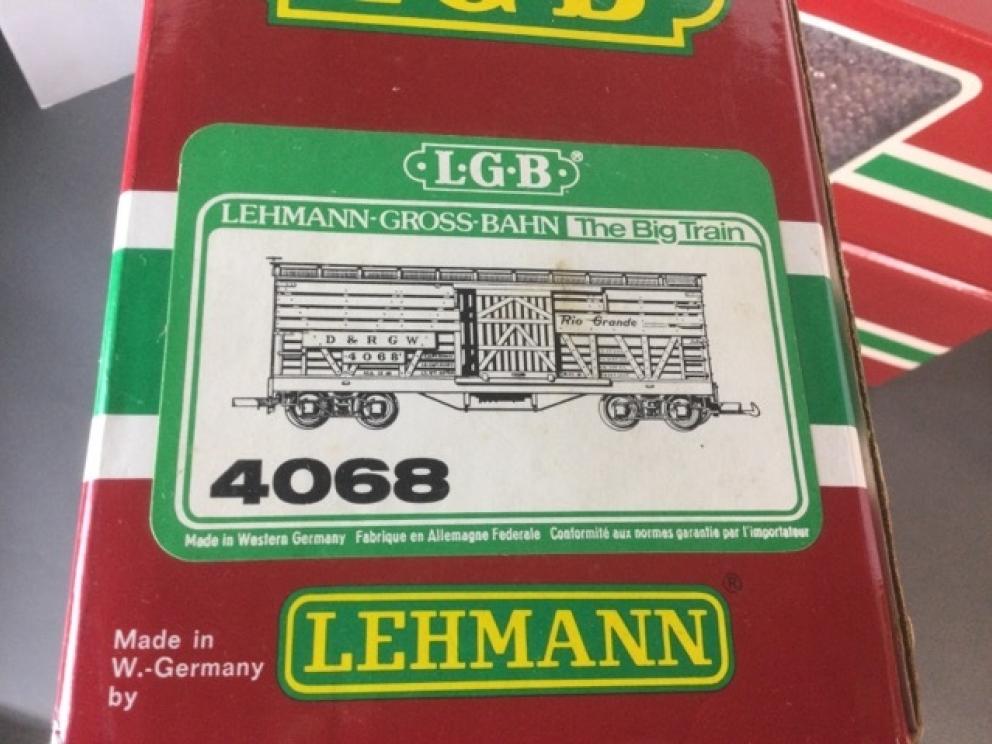 LGB
L·G·B®
LEHMANN-GROSS-BAHN The Big Train
Rio Grande
D & R G W
4068
4068
Made in Western Germany Fabrique en Allemagne Federale Conformité aux normes garantie par l'importateur
LEHMANN®
Made in
W.-Germany
by